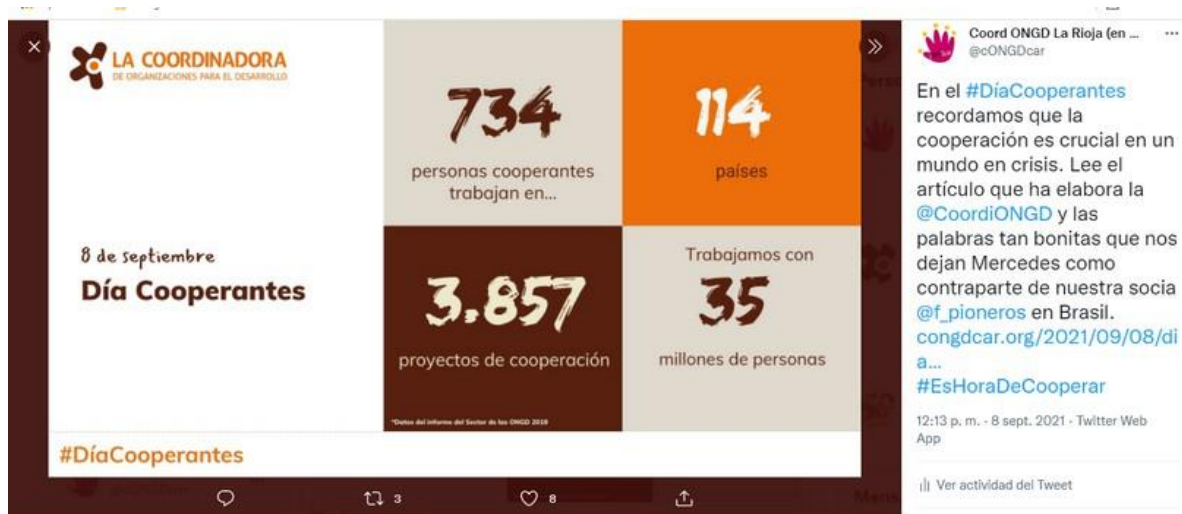 LA COORDINADORA
DE ORGANIZACIONES PARA EL DESARROLLO
734
personas cooperantes
trabajan en...
114
países
8 de septiembre
Día Cooperantes
3.857
proyectos de cooperación
Trabajamos con
35
millones de personas
*Datos del informe del Sector de las ONGD 2019
#DíaCooperantes
3
8
Coord ONGD La Rioja (en ...
@cONGDcar
En el #DíaCooperantes
recordamos que la
cooperación es crucial en un
mundo en crisis. Lee el
artículo que ha elabora la
@CoordiONGD y las
palabras tan bonitas que nos
dejan Mercedes como
contraparte de nuestra socia
@f_pioneros en Brasil.
congdcar.org/2021/09/08/di
a...
#EsHoraDeCooperar
12:13 p. m. · 8 sept. 2021 · Twitter Web
App
Ver actividad del Tweet